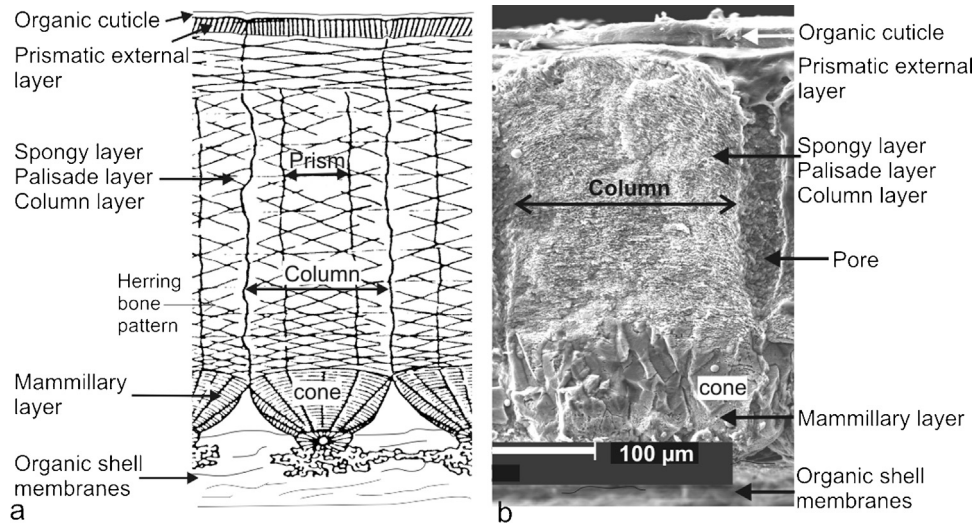 Organic cuticle
Prismatic external
layer
Spongy layer
Palisade layer
Column layer
Prism
Column
Herring
bone
pattern
Mammillary
layer
cone
Organic shell
membranes
a
Organic cuticle
Prismatic external
layer
Spongy layer
Palisade layer
Column layer
Column
Pore
cone
Mammillary layer
100 µm
Organic shell
membranes
b